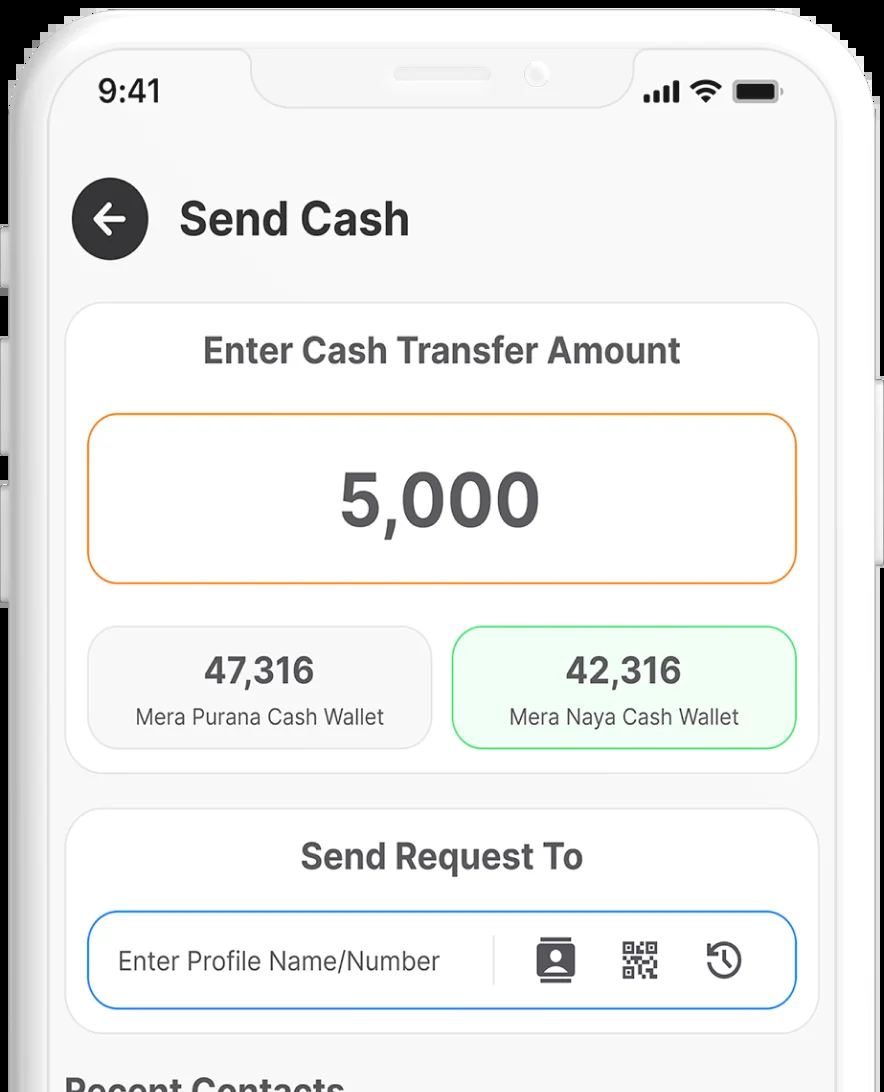 9:41
Send Cash
Enter Cash Transfer Amount
5,000
47,316
Mera Purana Cash Wallet
42,316
Mera Naya Cash Wallet
Send Request To
Enter Profile Name/Number
Recent Contacts